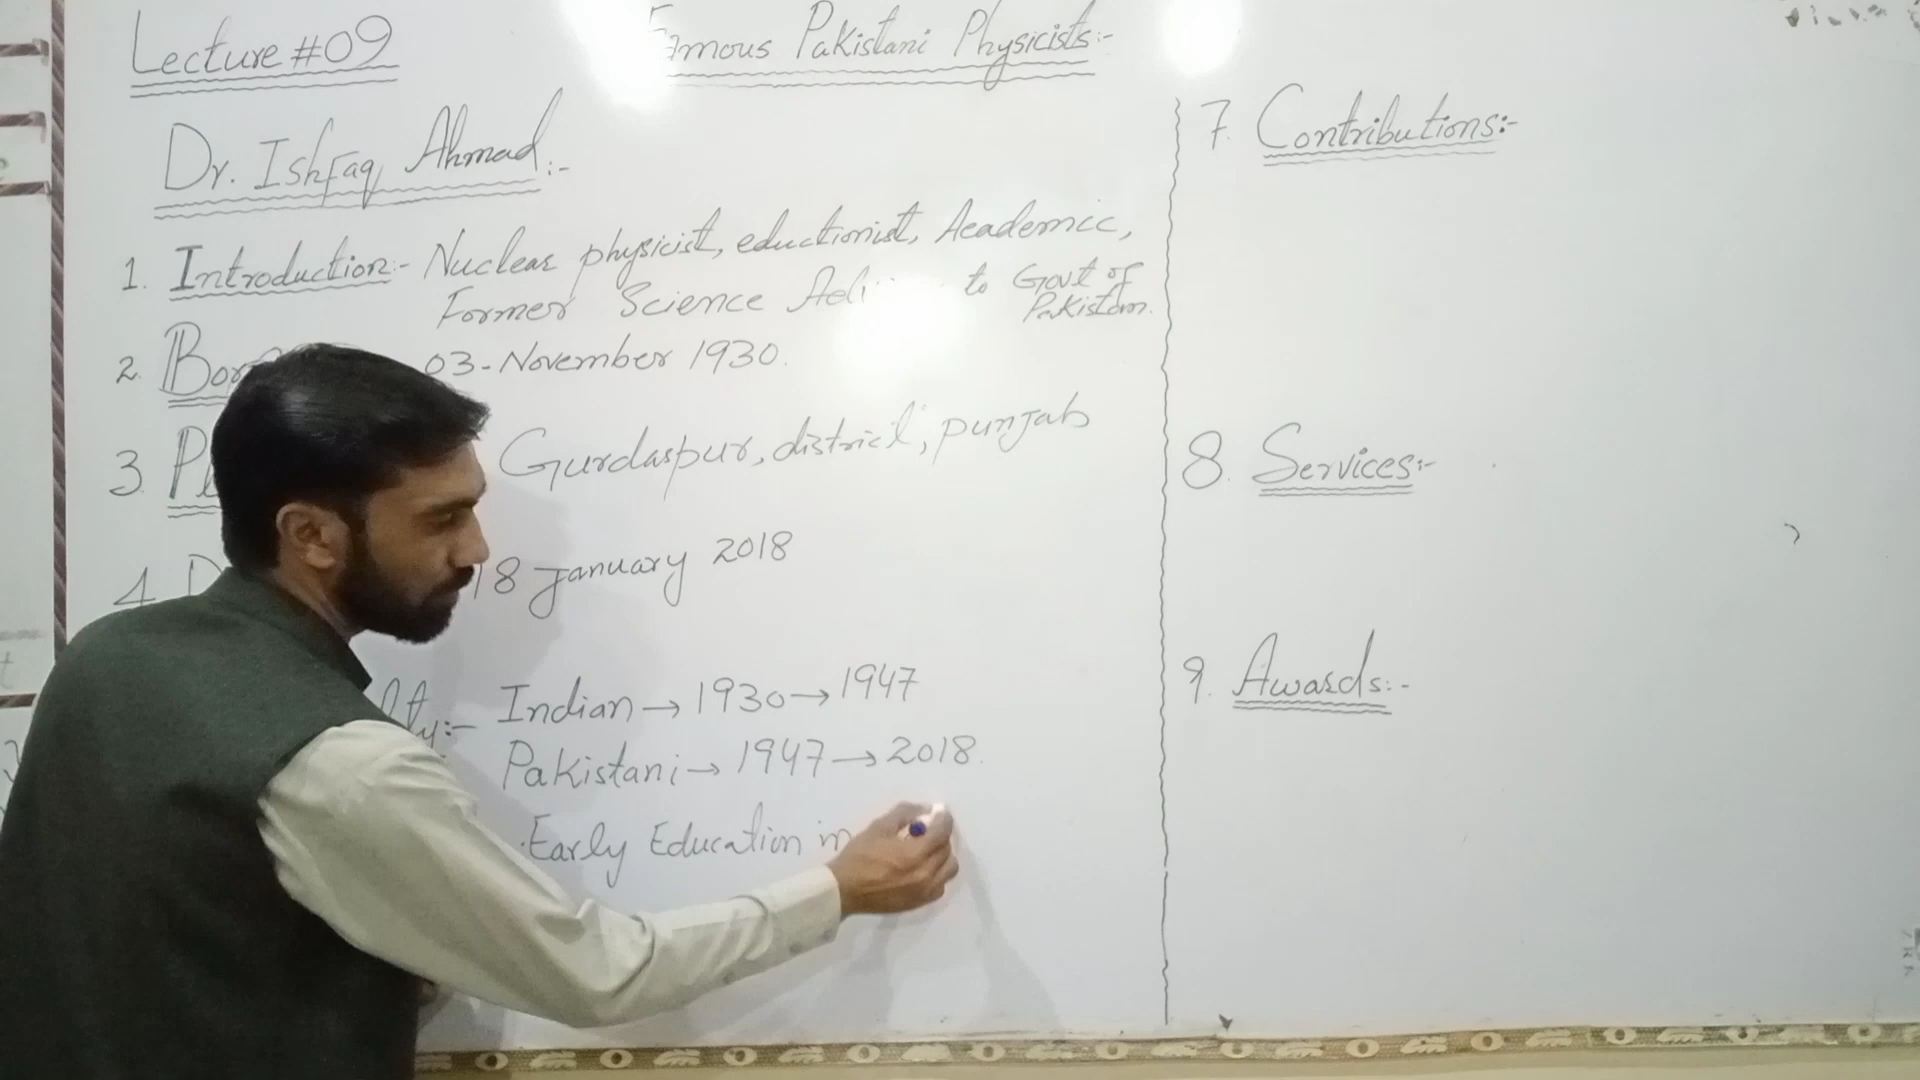 Lecture #09
Famous Pakistani Physicists:-
Dr. Ishfaq Ahmad:-
1. Introduction:- Nuclear physicist, eductionist, Academic,
Former Science to Govt of
Pakistan.
2. 03-November 1930.
3. Gurdaspur, district, punjab
4. 18 January 2018
Indian → 1930 → 1947
Pakistani → 1947 → 2018.
Early Education in
7. Contributions:-
8. Services:-
9. Awards:-